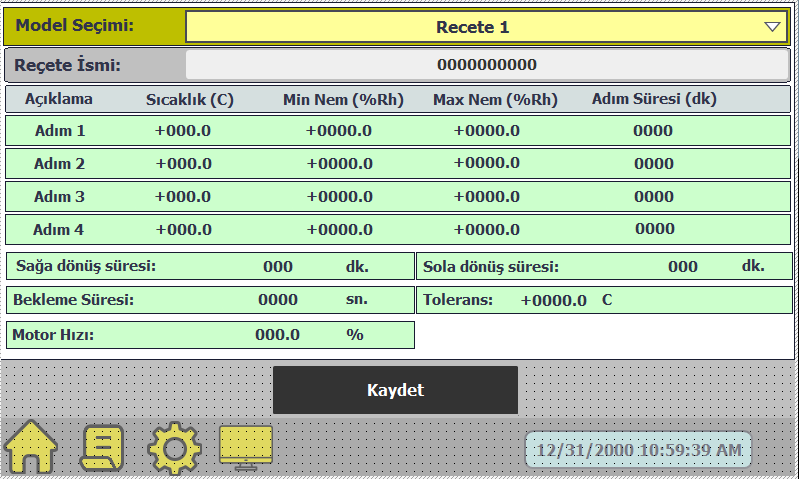 Model Seçimi: Recete 1
Reçete İsmi: 0000000000
Açıklama Sıcaklık (C) Min Nem (%Rh) Max Nem (%Rh) Adım Süresi (dk)
Adım 1 +000.0 +0000.0 +0000.0 0000
Adım 2 +000.0 +0000.0 +0000.0 0000
Adım 3 +000.0 +0000.0 +0000.0 0000
Adım 4 +000.0 +0000.0 +0000.0 0000
Sağa dönüş süresi: 000 dk. Sola dönüş süresi: 000 dk.
Bekleme Süresi: 0000 sn. Tolerans: +0000.0 C
Motor Hızı: 000.0 %
Kaydet
12/31/2000 10:59:39 AM